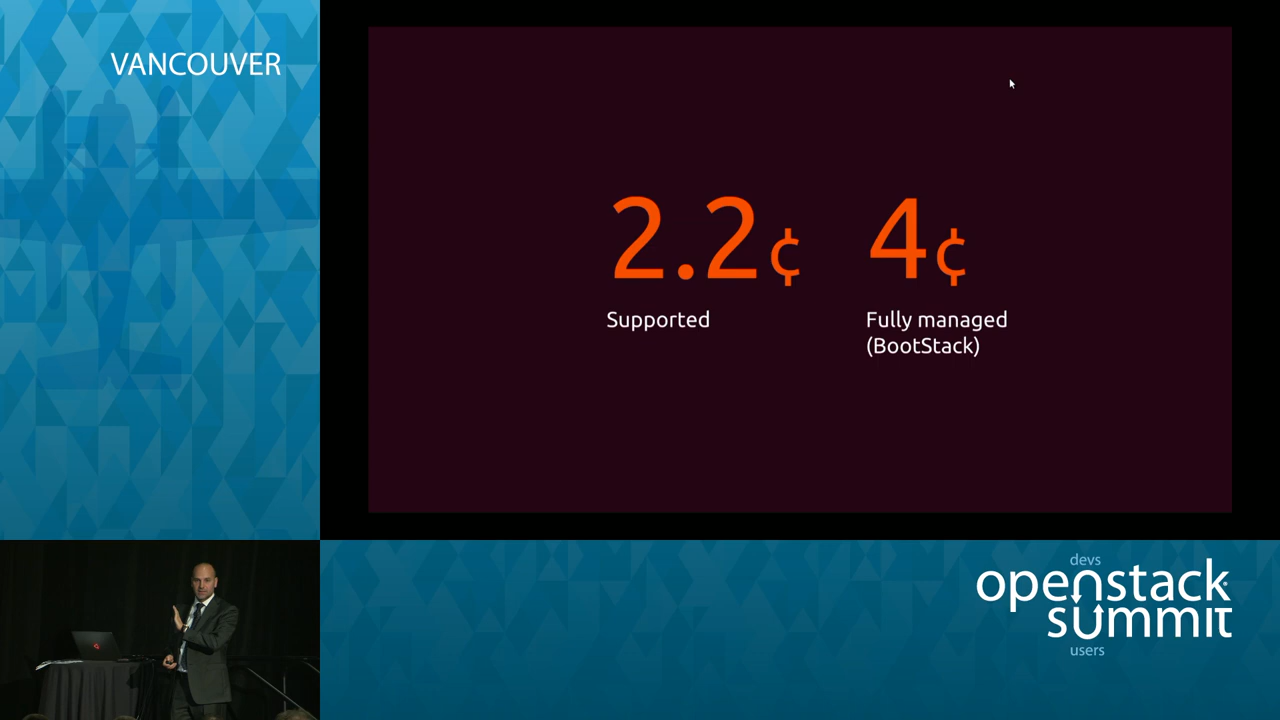 VANCOUVER
2.2¢
4¢
Supported
Fully managed
(BootStack)
devs
openstack
summit
users